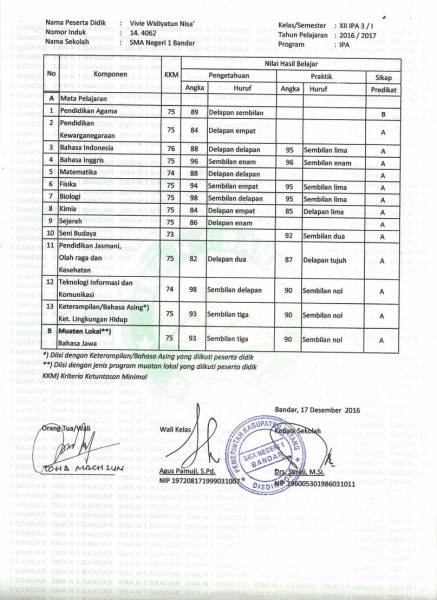 Nama Peserta Didik : Vivie Widiyatun Nisa' Kelas/Semester : XII IPA 3 / I
Nomor Induk : 14. 4062 Tahun Pelajaran : 2016 / 2017
Nama Sekolah : SMA Negeri 1 Bandar Program : IPA
Nilai Hasil Belajar
No Komponen KKM Pengetahuan Praktik Sikap
Angka Huruf Angka Huruf Predikat
A Mata Pelajaran
1 Pendidikan Agama 75 89 Delapan sembilan B
2 Pendidikan Kewarganegaraan 75 84 Delapan empat A
3 Bahasa Indonesia 76 88 Delapan delapan 95 Sembilan lima A
4 Bahasa Inggris 75 96 Sembilan enam 96 Sembilan enam A
5 Matematika 74 88 Delapan delapan A
6 Fisika 75 94 Sembilan empat 95 Sembilan lima A
7 Biologi 75 98 Sembilan delapan 95 Sembilan lima A
8 Kimia 75 84 Delapan empat 85 Delapan lima A
9 Sejarah 75 86 Delapan enam A
10 Seni Budaya 73 92 Sembilan dua A
11 Pendidikan Jasmani,
Olah raga dan 75 82 Delapan dua 87 Delapan tujuh A
Kesehatan
12 Teknologi Informasi dan
Komunikasi 74 98 Sembilan delapan 90 Sembilan nol A
13 Keterampilan/Bahasa Asing*)
Ket. Lingkungan Hidup 75 93 Sembilan tiga 90 Sembilan nol A
B Muatan Lokal**)
Bahasa Jawa 75 93 Sembilan tiga 90 Sembilan nol A
*) Diisi dengan Keterampilan/Bahasa Asing yang diikuti peserta didik
**) Diisi dengan jenis program muatan lokal yang diikuti peserta didik
KKM) Kriteria Ketuntasan Minimal
Bandar, 17 Desember 2016
Orang Tua/Wali Wali Kelas Kepala Sekolah
PEMERINTAH KABUPATEN BATANG
SMA NEGERI 1
BANDAR
DISDIKPO
TOHA MACHSUN
Agus Pamuji, S.Pd.
NIP 197208171999031007 NIP 196005301986031011